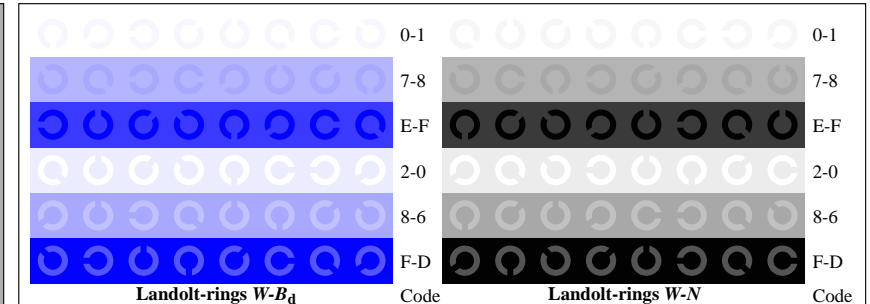 0-1 0-1
7-8 7-8
E-F E-F
2-0 2-0
8-6 8-6
F-D F-D
Landolt-rings W-Bd Code Landolt-rings W-N Code